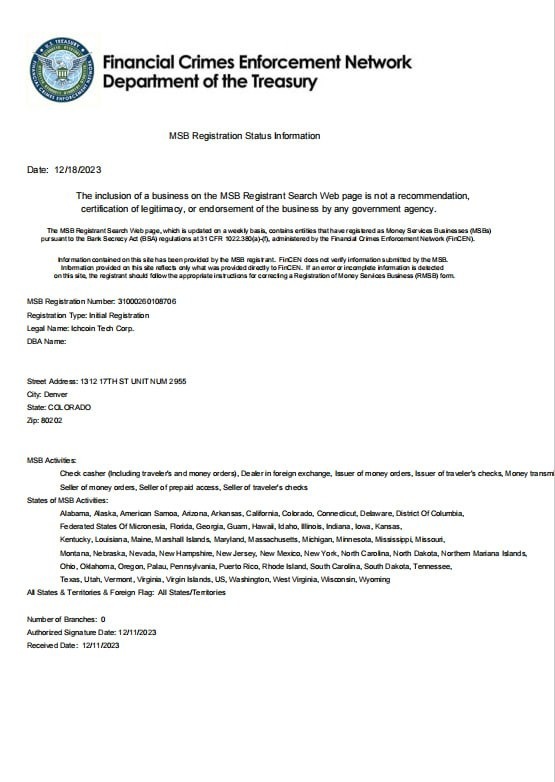 Financial Crimes Enforcement Network
Department of the Treasury
MSB Registration Status Information
Date: 12/18/2023
The inclusion of a business on the MSB Registrant Search Web page is not a recommendation,
certification of legitimacy, or endorsement of the business by any government agency.
The MSB Registrant Search Web page, which is updated on a weekly basis, contains entities that have registered as Money Services Businesses (MSBs)
pursuant to the Bank Secrecy Act (BSA) regulations at 31 CFR 1022.380(a)-(f), administered by the Financial Crimes Enforcement Network (FinCEN).
Information contained on this site has been provided by the MSB registrant. FinCEN does not verify information submitted by the MSB.
Information provided on this site reflects only what was provided directly to FinCEN. If an error or incomplete information is detected
on this site, the registrant should follow the appropriate instructions for correcting a Registration of Money Services Business (RMSB) form.
MSB Registration Number: 31000260108706
Registration Type: Initial Registration
Legal Name: Ichcoin Tech Corp.
DBA Name:
Street Address: 1312 17TH ST UNIT NUM 2955
City: Denver
State: COLORADO
Zip: 80202
MSB Activities:
Check casher (Including traveler's and money orders), Dealer in foreign exchange, Issuer of money orders, Issuer of traveler's checks, Money transmi
Seller of money orders, Seller of prepaid access, Seller of traveler's checks
States of MSB Activities:
Alabama, Alaska, American Samoa, Arizona, Arkansas, California, Colorado, Connecticut, Delaware, District Of Columbia,
Federated States Of Micronesia, Florida, Georgia, Guam, Hawaii, Idaho, Illinois, Indiana, Iowa, Kansas,
Kentucky, Louisiana, Maine, Marshall Islands, Maryland, Massachusetts, Michigan, Minnesota, Mississippi, Missouri,
Montana, Nebraska, Nevada, New Hampshire, New Jersey, New Mexico, New York, North Carolina, North Dakota, Northern Mariana Islands,
Ohio, Oklahoma, Oregon, Palau, Pennsylvania, Puerto Rico, Rhode Island, South Carolina, South Dakota, Tennessee,
Texas, Utah, Vermont, Virginia, Virgin Islands, US, Washington, West Virginia, Wisconsin, Wyoming
All States & Territories & Foreign Flag: All States/Territories
Number of Branches: 0
Authorized Signature Date: 12/11/2023
Received Date: 12/11/2023